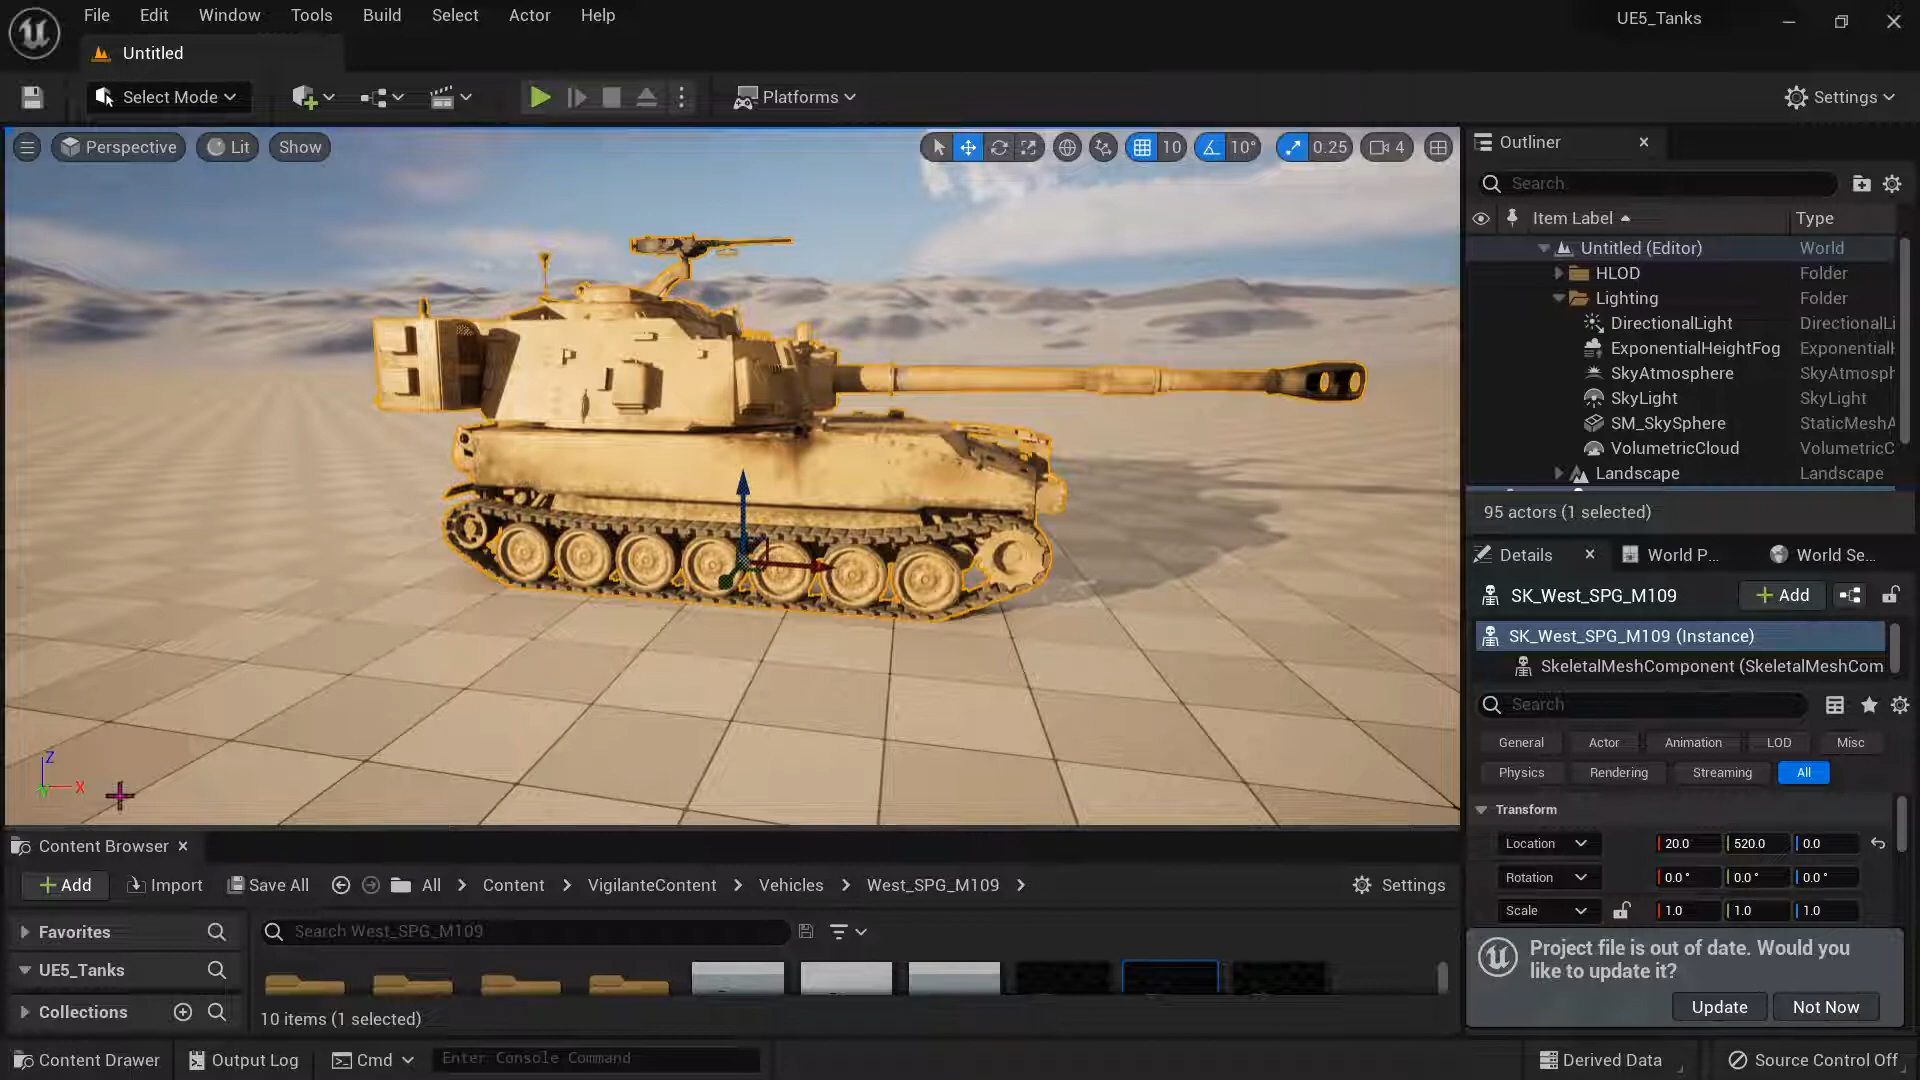 File Edit Window Tools Build Select Actor Help
UE5_Tanks
Untitled
Select Mode
Platforms
Settings
Perspective Lit Show
10 10° 0.25 4
Outliner
Search
Item Label Type
Untitled (Editor) World
HLOD Folder
Lighting Folder
DirectionalLight DirectionalLi
ExponentialHeightFog Exponential
SkyAtmosphere SkyAtmosph
SkyLight SkyLight
SM_SkySphere StaticMeshA
VolumetricCloud VolumetricC
Landscape Landscape
95 actors (1 selected)
Details World P... World Se...
SK_West_SPG_M109 Add
SK_West_SPG_M109 (Instance)
SkeletalMeshComponent (SkeletalMeshCom
Search
General Actor Animation LOD Misc
Physics Rendering Streaming All
Transform
Location 20.0 520.0 0.0
Rotation 0.0° 0.0° 0.0°
Scale 1.0 1.0 1.0
Z
Y X
Content Browser
Add Import Save All All Content VigilanteContent Vehicles West_SPG_M109 Settings
Favorites
Search West_SPG_M109
UE5_Tanks
Collections
10 items (1 selected)
Project file is out of date. Would you
like to update it?
Update Not Now
Content Drawer Output Log Cmd Enter Console Command Derived Data Source Control Off